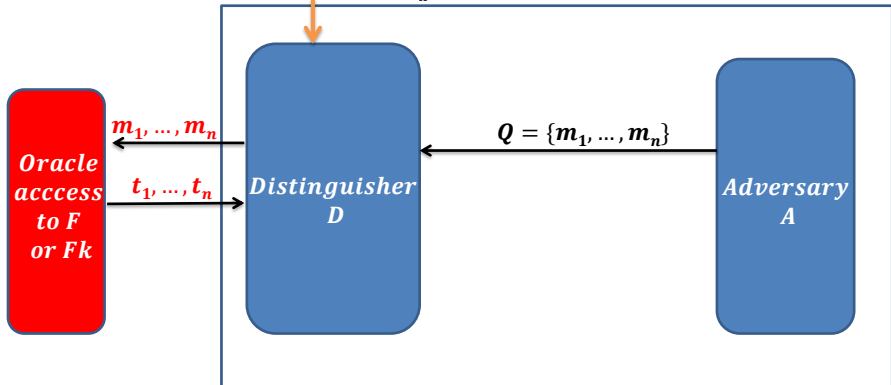 m₁, ..., mₙ
Q = {m₁, ..., mₙ}
Oracle
acccess
to F
or Fk
t₁, ..., tₙ
Distinguisher
D
Adversary
A